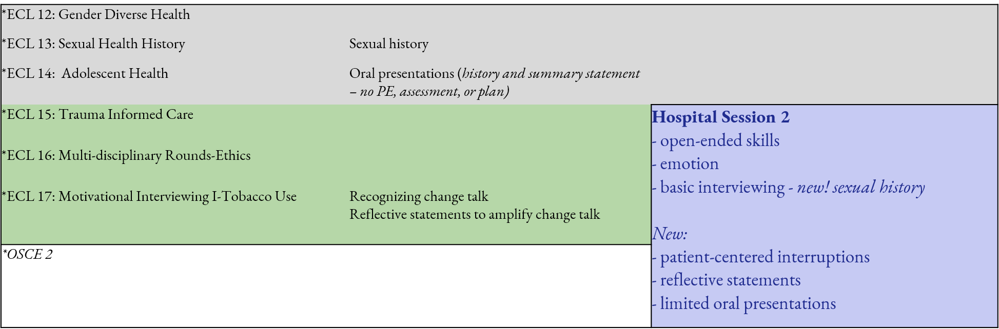 *ECL 12: Gender Diverse Health
*ECL 13: Sexual Health History
Sexual history
*ECL 14:  Adolescent Health
Oral presentations (history and summary statement
– no PE, assessment, or plan)
*ECL 15: Trauma Informed Care
*ECL 16: Multi-disciplinary Rounds-Ethics
*ECL 17: Motivational Interviewing I-Tobacco Use
Recognizing change talk
Reflective statements to amplify change talk
*OSCE 2
Hospital Session 2
- open-ended skills
- emotion
- basic interviewing - new! sexual history
New:
- patient-centered interruptions
- reflective statements
- limited oral presentations